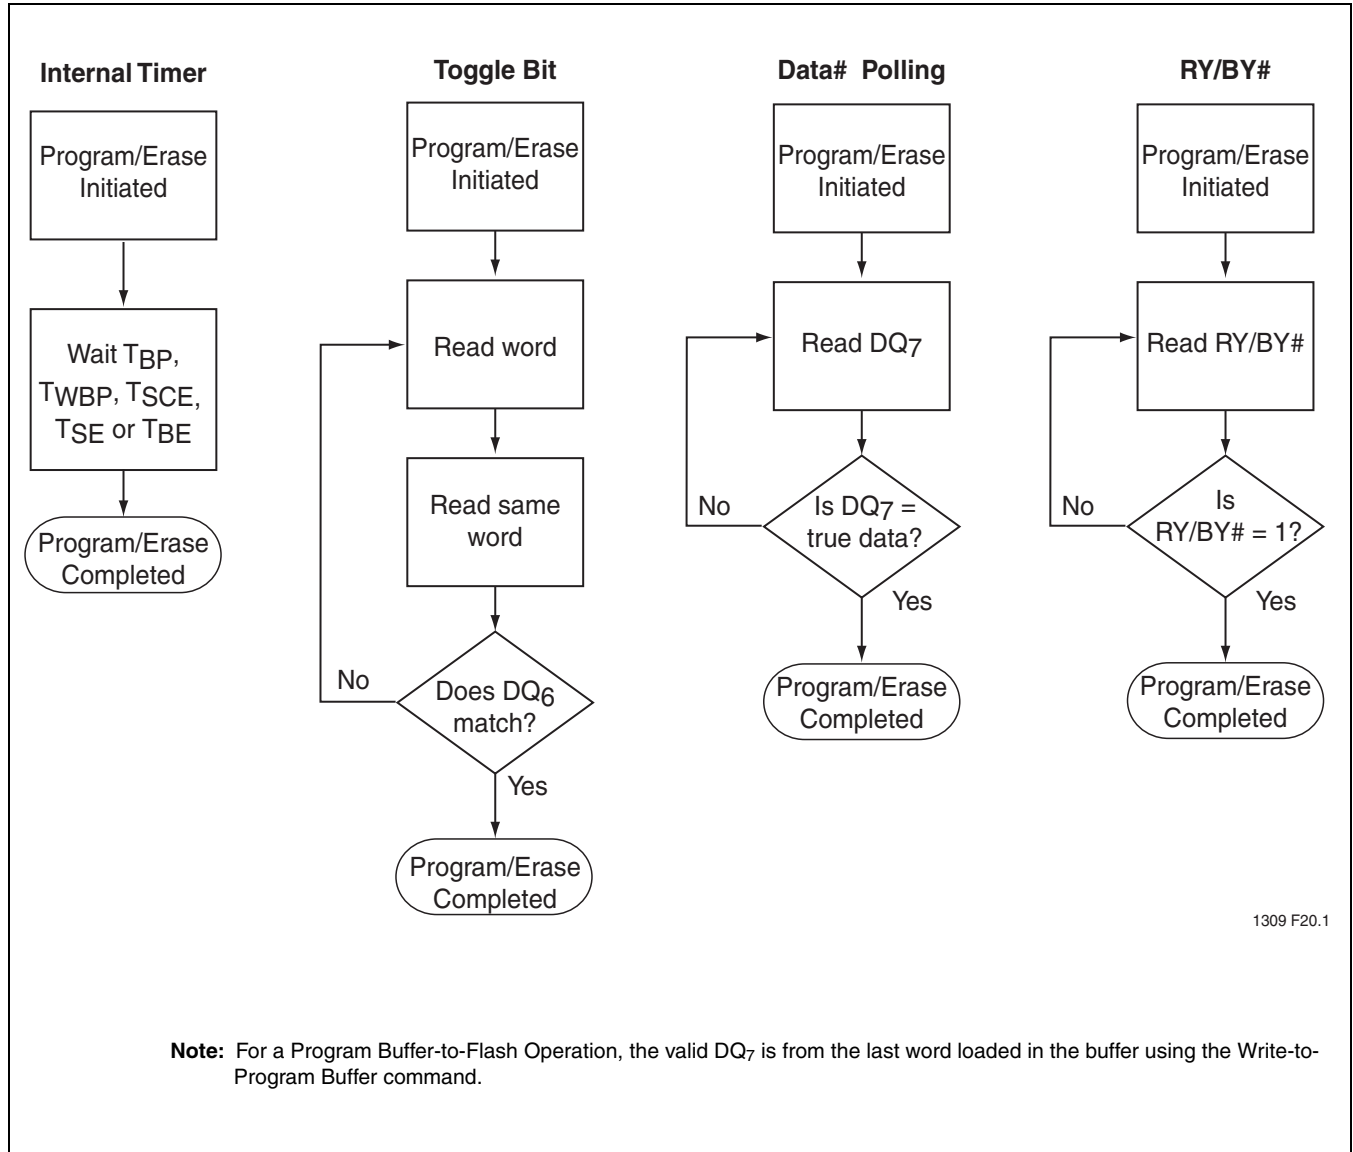 Internal Timer
Program/Erase
Initiated
Wait TBP,
TWBP, TSCE,
TSE or TBE
Program/Erase
Completed
Toggle Bit
Program/Erase
Initiated
Read word
Read same
word
Does DQ6
match?
No
Yes
Program/Erase
Completed
Data# Polling
Program/Erase
Initiated
Read DQ7
Is DQ7 =
true data?
No
Yes
Program/Erase
Completed
RY/BY#
Program/Erase
Initiated
Read RY/BY#
Is
RY/BY# = 1?
No
Yes
Program/Erase
Completed
1309 F20.1
Note: For a Program Buffer-to-Flash Operation, the valid DQ7 is from the last word loaded in the buffer using the Write-to-
Program Buffer command.